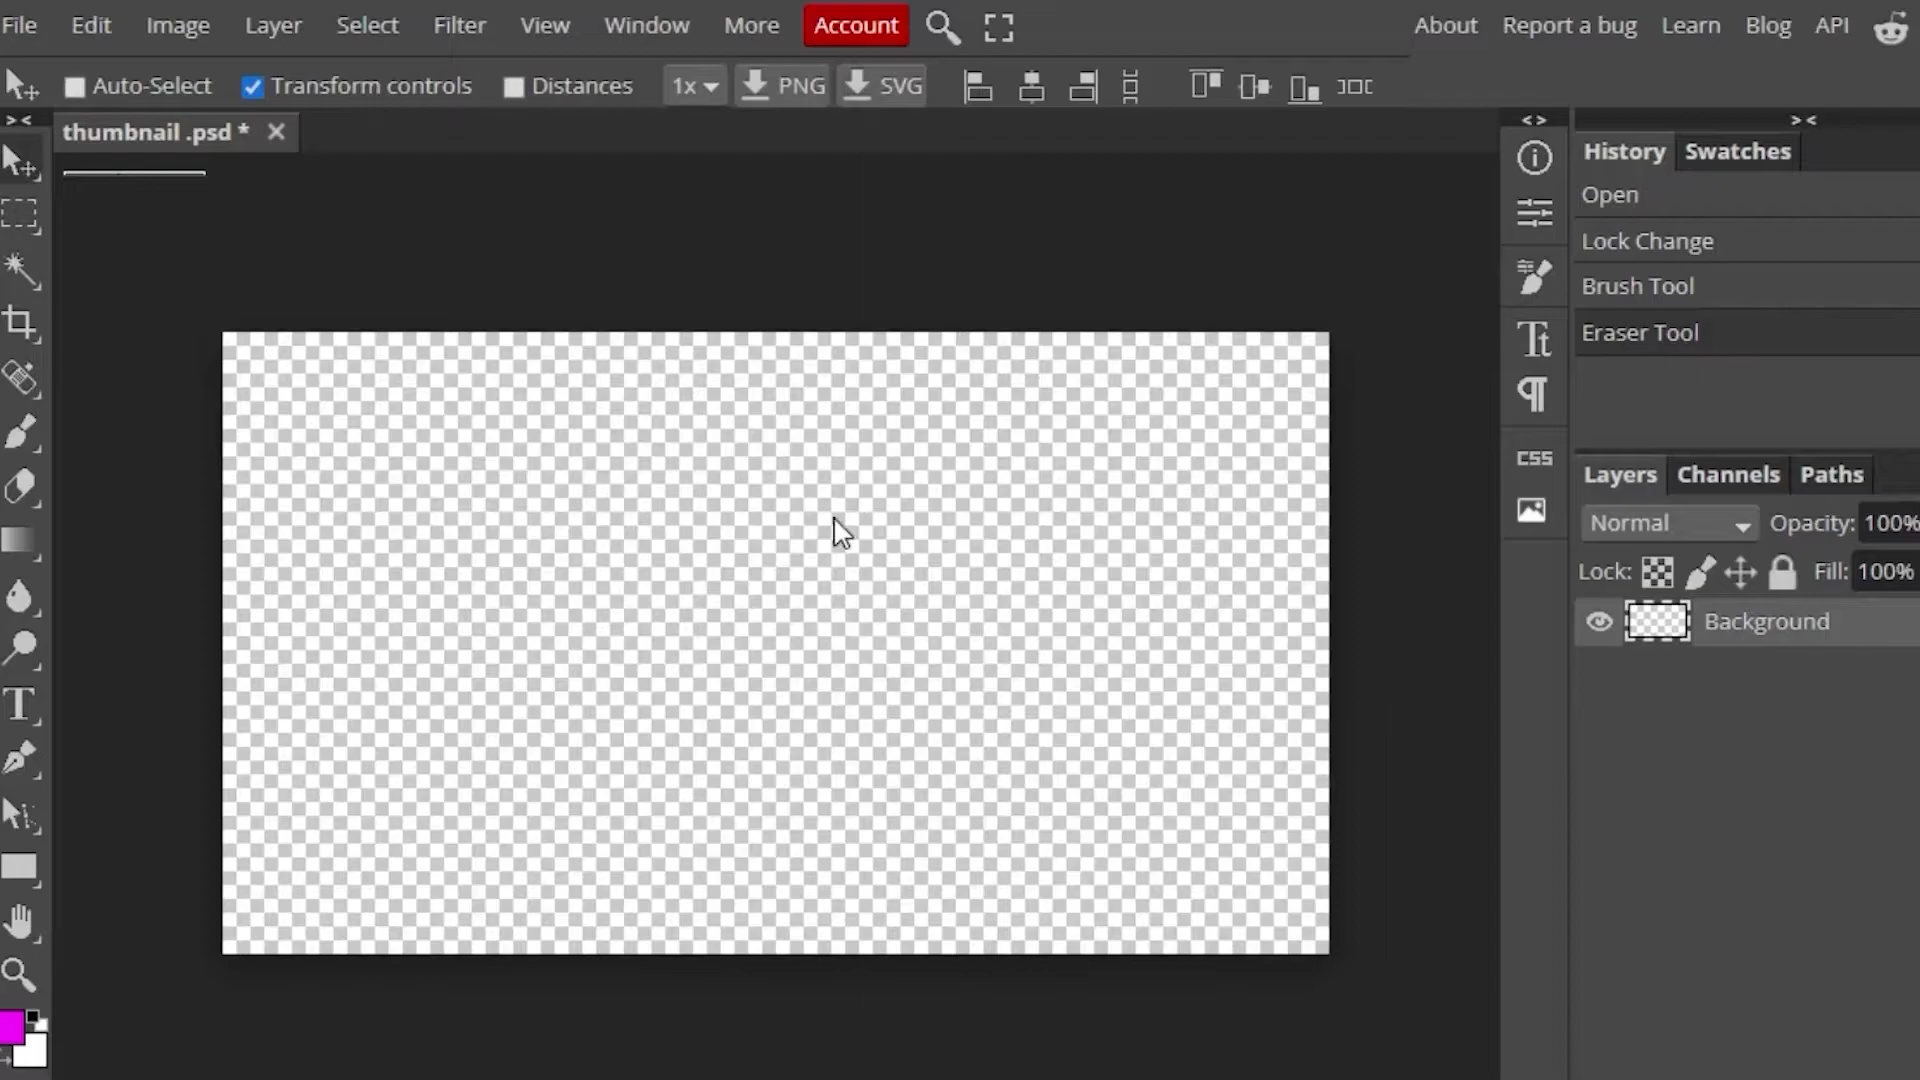 File Edit Image Layer Select Filter View Window More Account About Report a bug Learn Blog API
Auto-Select Transform controls Distances 1x PNG SVG
thumbnail .psd *
History Swatches
Open
Lock Change
Brush Tool
Eraser Tool
CSS
Layers Channels Paths
Normal Opacity: 100%
Lock: Fill: 100%
Background